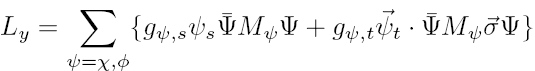 $L_y = \sum_{\psi=\chi,\phi} \{ g_{\psi,s} \psi_s \bar{\Psi} M_\psi \Psi + g_{\psi,t} \vec{\psi}_t \cdot \bar{\Psi} M_\psi \vec{\sigma} \Psi \}$